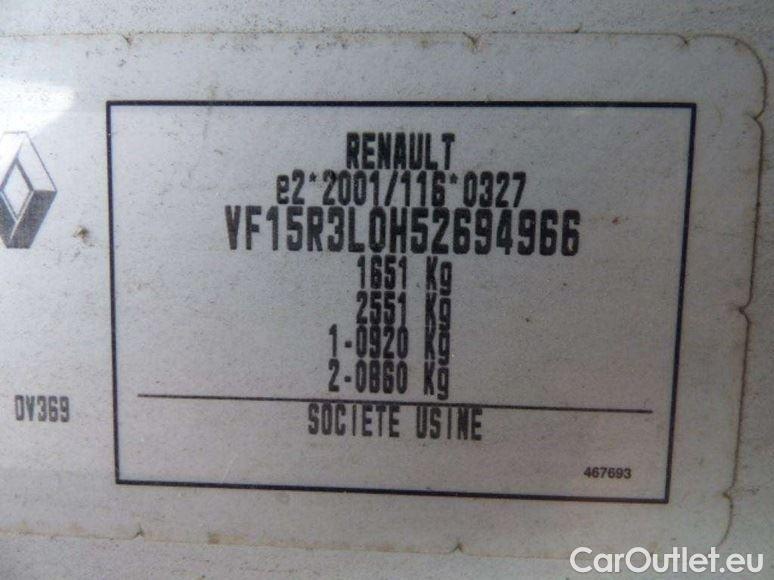 RENAULT
e2*2001/116*0327
VF15R3L0H52694966
1651 Kg
2551 Kg
1-0920 Kg
2-0860 Kg
DV369
SOCIETE USINE
467693
CarOutlet.eu